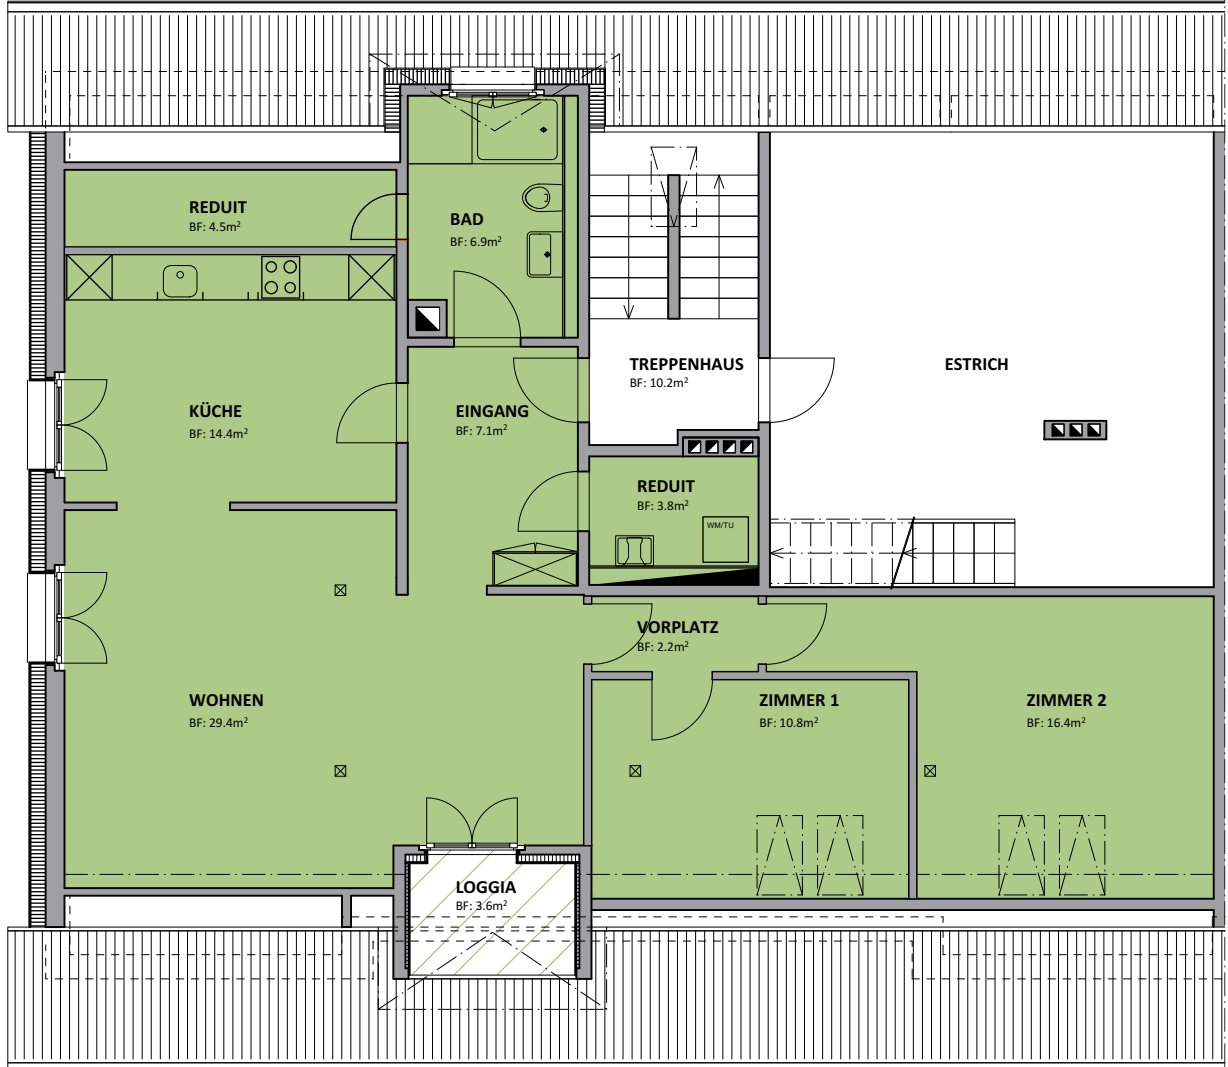 REDUIT
BF: 4.5m²
BAD
BF: 6.9m²
TREPPENHAUS
BF: 10.2m²
ESTRICH
KÜCHE
BF: 14.4m²
EINGANG
BF: 7.1m²
REDUIT
BF: 3.8m²
WM/TU
VORPLATZ
BF: 2.2m²
WOHNEN
BF: 29.4m²
ZIMMER 1
BF: 10.8m²
ZIMMER 2
BF: 16.4m²
LOGGIA
BF: 3.6m²